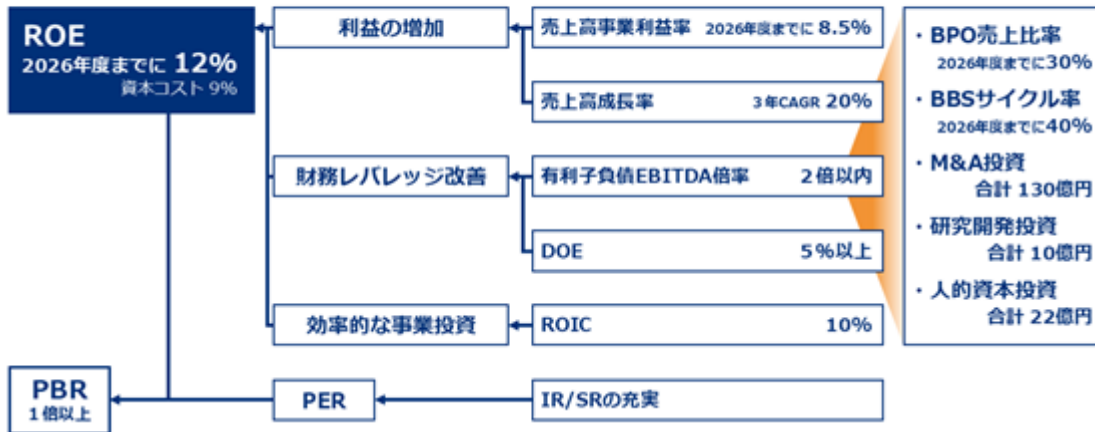 ROE
2026年度までに 12%
資本コスト 9%
利益の増加
売上高事業利益率 2026年度までに 8.5%
売上高成長率 3年CAGR 20%
財務レバレッジ改善
有利子負債EBITDA倍率 2倍以内
DOE 5%以上
効率的な事業投資
ROIC 10%
PBR
1倍以上
PER
IR/SRの充実
・BPO売上比率
2026年度までに30%
・BBSサイクル率
2026年度までに40%
・M&A投資
合計 130億円
・研究開発投資
合計 10億円
・人的資本投資
合計 22億円